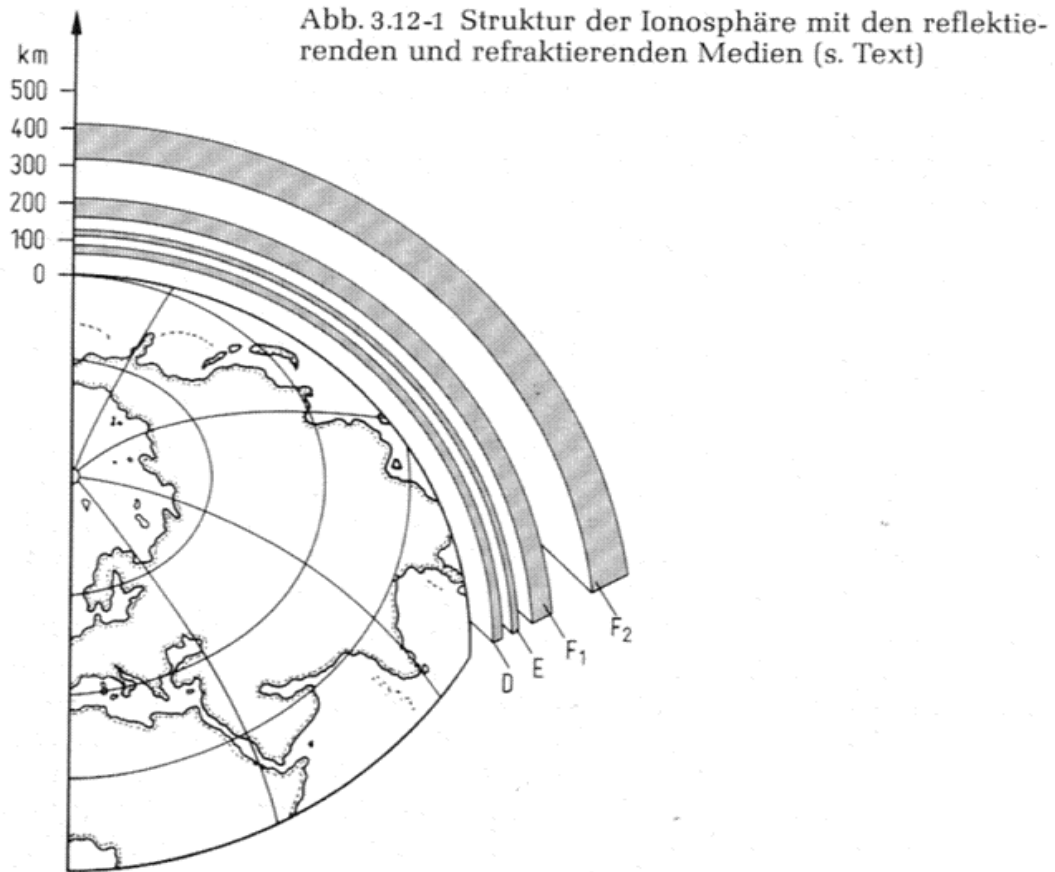 Abb. 3.12-1 Struktur der Ionosphäre mit den reflektie-
renden und refraktierenden Medien (s. Text)
km
500
400
300
200
100
0
F2
F1
E
D